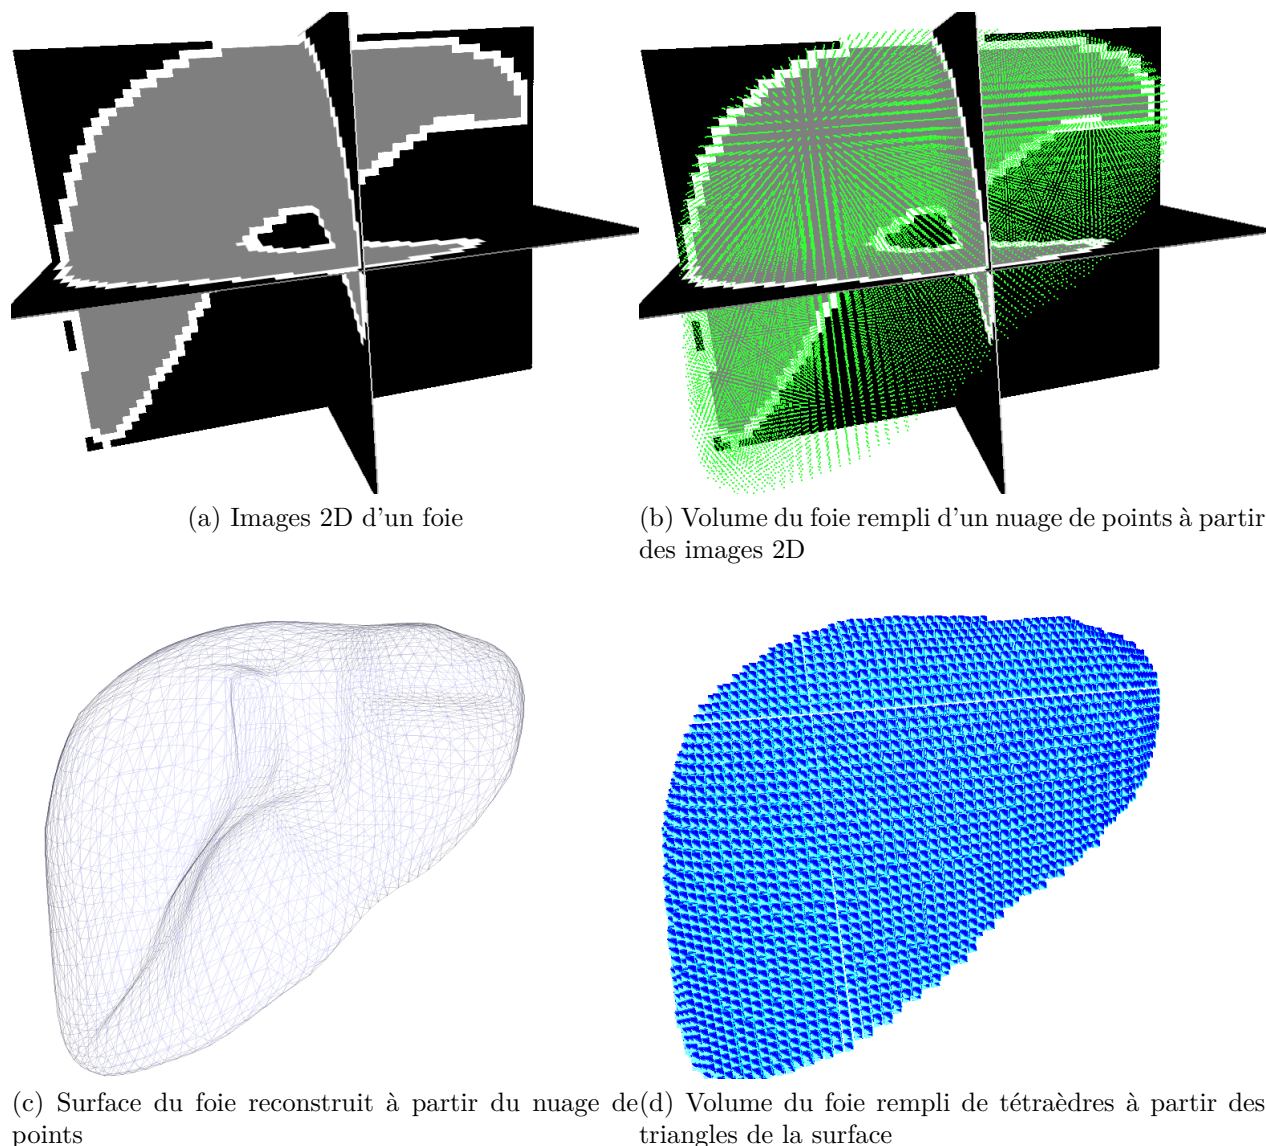 (a) Images 2D d'un foie
(b) Volume du foie rempli d'un nuage de points à partir
des images 2D
(c) Surface du foie reconstruit à partir du nuage de
points
(d) Volume du foie rempli de tétraèdres à partir des
triangles de la surface